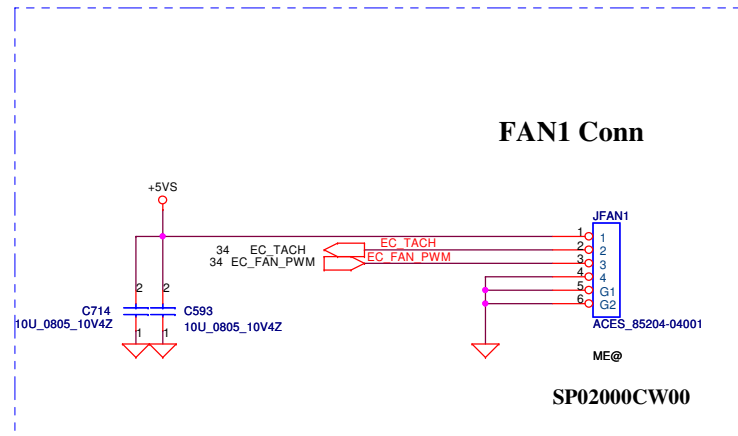 FAN1 Conn
+5VS
JFAN1
1 1
34 EC_TACH EC_TACH 2 2
34 EC_FAN_PWM EC_FAN_PWM 3 3
4 4
5 G1
6 G2
2 2
C714 C593
10U_0805_10V4Z 10U_0805_10V4Z
1 1
ACES_85204-04001
ME@
SP02000CW00